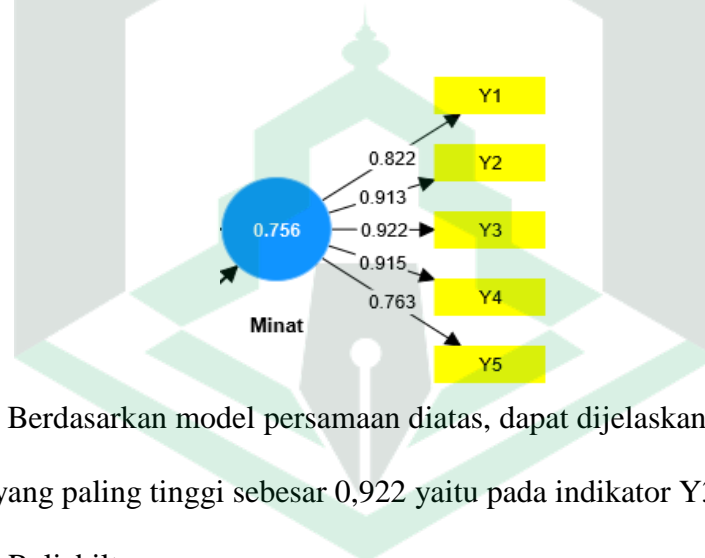 Y1
0.822
Y2
0.913
0.756
0.922
Y3
0.915
Y4
0.763
Minat
Y5
Berdasarkan model persamaan diatas, dapat dijelaskan
yang paling tinggi sebesar 0,922 yaitu pada indikator Y3